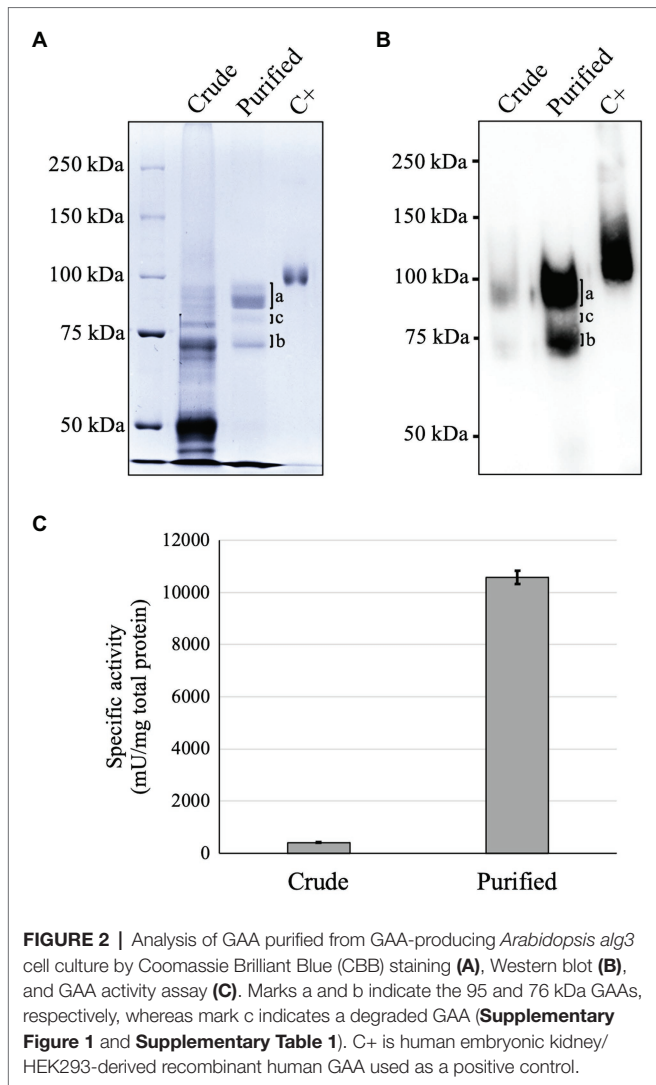 A
Crude
Purified
C+
250 kDa
150 kDa
100 kDa
75 kDa
50 kDa
a
c
b
B
Crude
Purified
C+
250 kDa
150 kDa
100 kDa
75 kDa
50 kDa
a
c
b
C
Specific activity
(mU/mg total protein)
12000
10000
8000
6000
4000
2000
0
Crude
Purified
FIGURE 2 | Analysis of GAA purified from GAA-producing Arabidopsis alg3
cell culture by Coomassie Brilliant Blue (CBB) staining (A), Western blot (B),
and GAA activity assay (C). Marks a and b indicate the 95 and 76 kDa GAAs,
respectively, whereas mark c indicates a degraded GAA (Supplementary
Figure 1 and Supplementary Table 1). C+ is human embryonic kidney/
HEK293-derived recombinant human GAA used as a positive control.